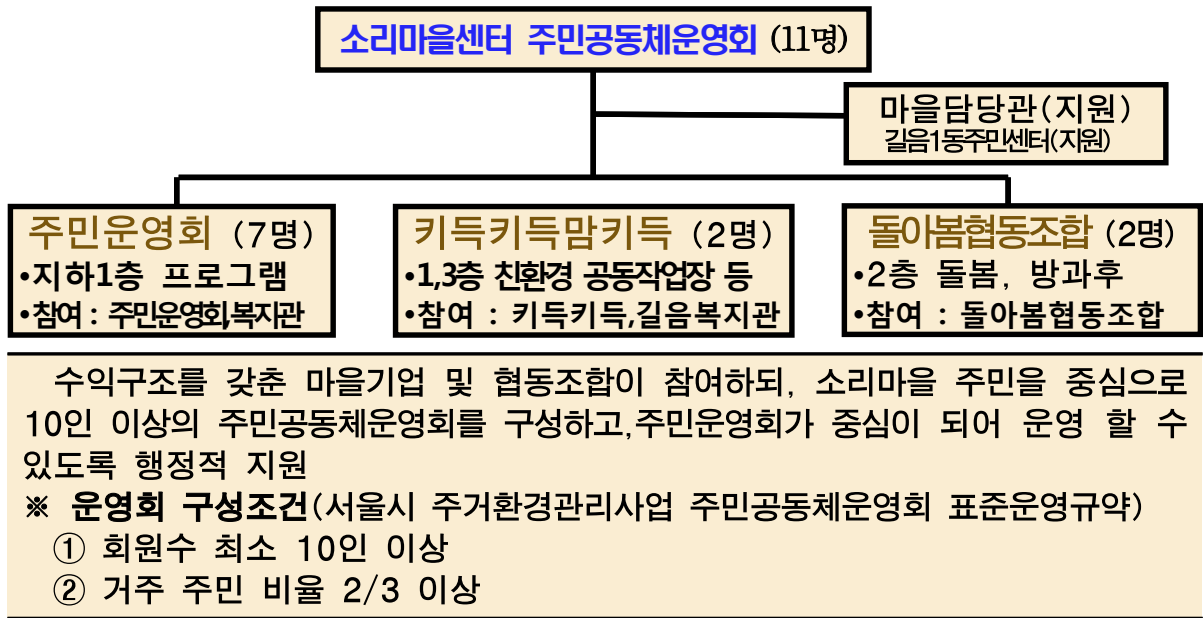 소리마을센터 주민공동체운영회 (11명)
마을담당관(지원)
길음1동주민센터(지원)
주민운영회 (7명)
•지하1층 프로그램
•참여 : 주민운영회,복지관
키득키득맘키득 (2명)
•1,3층 친환경 공동작업장 등
•참여 : 키득키득,길음복지관
돌아봄협동조합 (2명)
•2층 돌봄, 방과후
•참여 : 돌아봄협동조합
수익구조를 갖춘 마을기업 및 협동조합이 참여하되, 소리마을 주민을 중심으로
10인 이상의 주민공동체운영회를 구성하고,주민운영회가 중심이 되어 운영 할 수
있도록 행정적 지원
※ 운영회 구성조건(서울시 주거환경관리사업 주민공동체운영회 표준운영규약)
① 회원수 최소 10인 이상
② 거주 주민 비율 2/3 이상